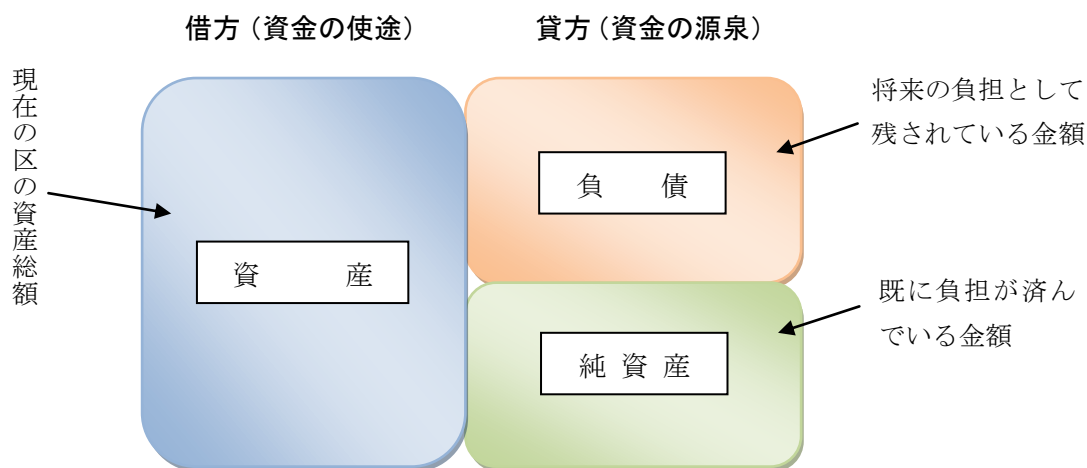 借方（資金の使途）
貸方（資金の源泉）
現在の区の資産総額
資産
負債
将来の負担として
残されている金額
純資産
既に負担が済ん
でいる金額